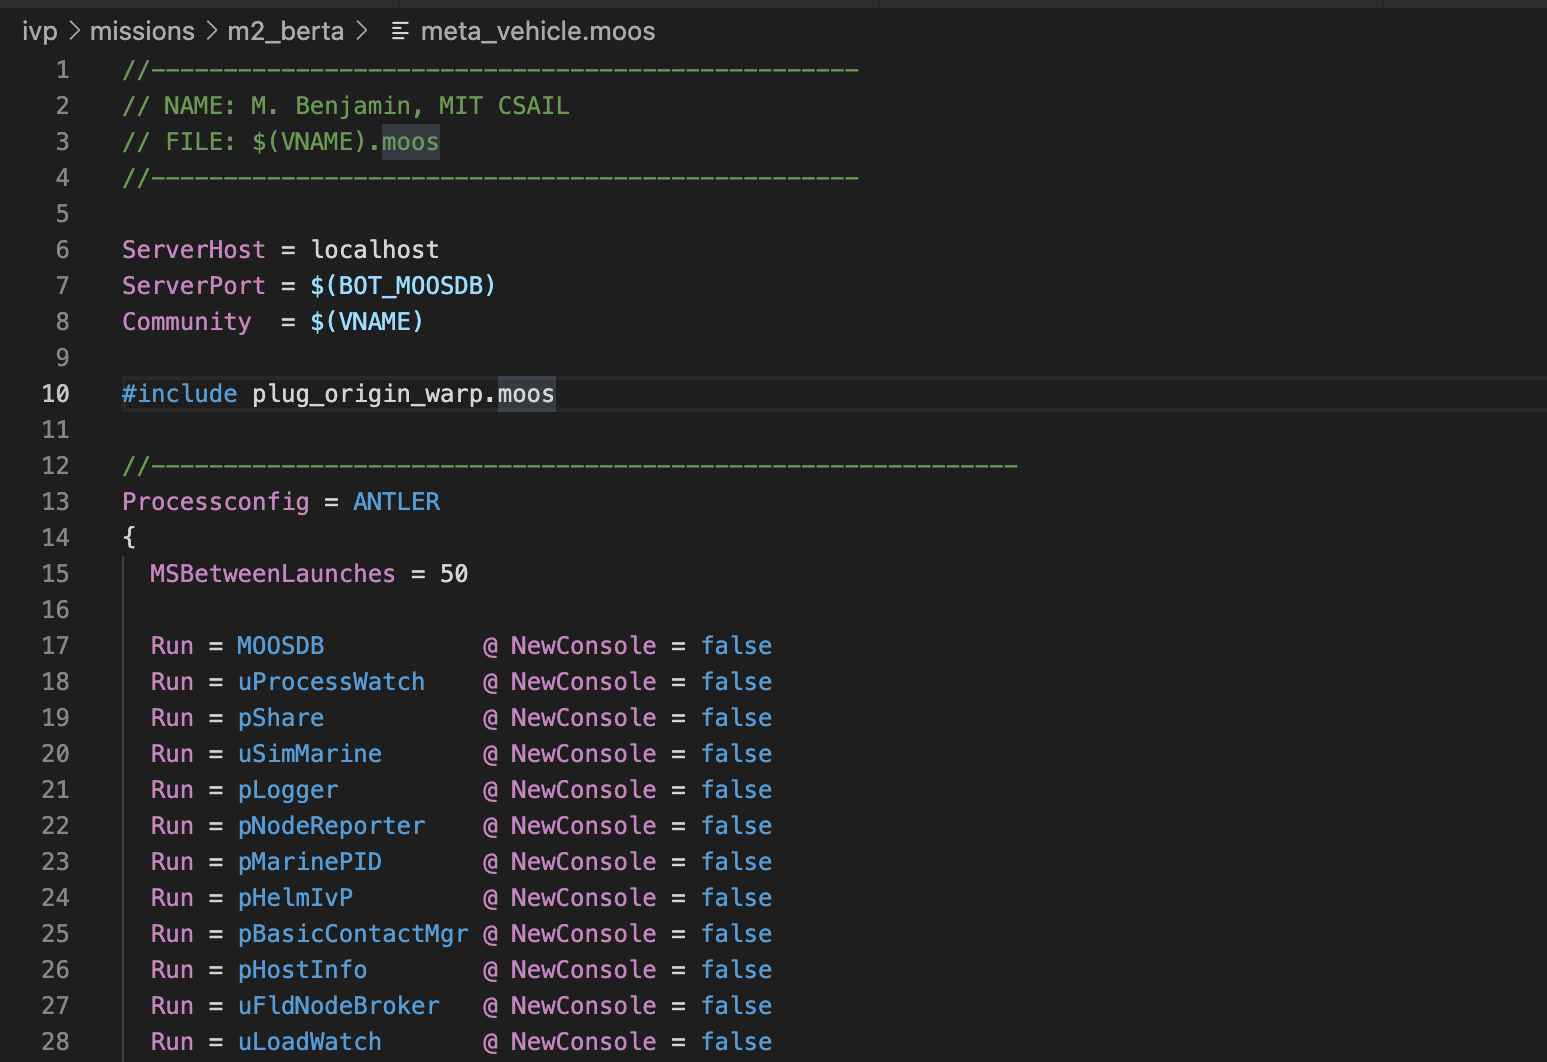 ivp > missions > m2_berta > meta_vehicle.moos
1 //-------------------------------------------------
2 // NAME: M. Benjamin, MIT CSAIL
3 // FILE: $(VNAME).moos
4 //-------------------------------------------------
5
6 ServerHost = localhost
7 ServerPort = $(BOT_MOOSDB)
8 Community  = $(VNAME)
9
10 #include plug_origin_warp.moos
11
12 //------------------------------------------------------------
13 Processconfig = ANTLER
14 {
15   MSBetweenLaunches = 50
16
17   Run = MOOSDB           @ NewConsole = false
18   Run = uProcessWatch    @ NewConsole = false
19   Run = pShare           @ NewConsole = false
20   Run = uSimMarine       @ NewConsole = false
21   Run = pLogger          @ NewConsole = false
22   Run = pNodeReporter    @ NewConsole = false
23   Run = pMarinePID       @ NewConsole = false
24   Run = pHelmIvP         @ NewConsole = false
25   Run = pBasicContactMgr @ NewConsole = false
26   Run = pHostInfo        @ NewConsole = false
27   Run = uFldNodeBroker   @ NewConsole = false
28   Run = uLoadWatch       @ NewConsole = false